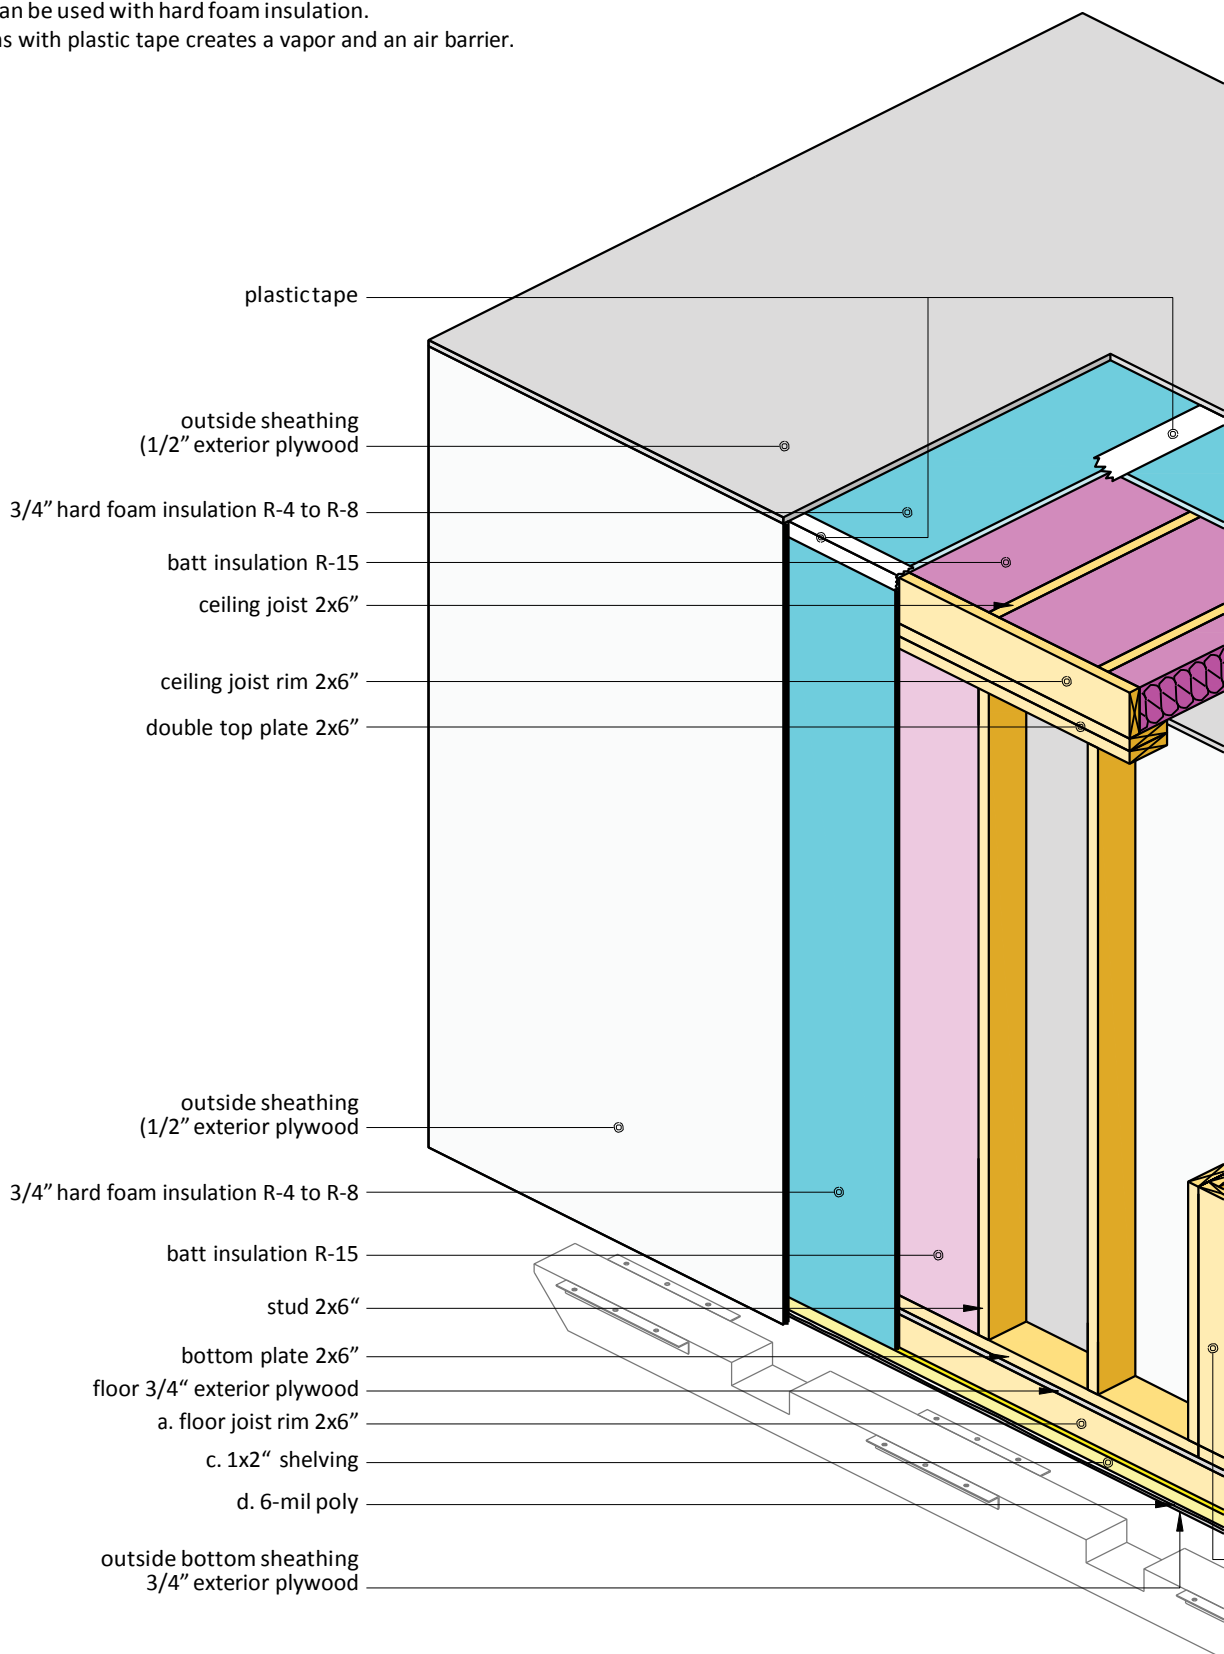 an be used with hard foam insulation.
s with plastic tape creates a vapor and an air barrier.
plastic tape
outside sheathing
(1/2” exterior plywood
3/4” hard foam insulation R-4 to R-8
batt insulation R-15
ceiling joist 2x6”
ceiling joist rim 2x6”
double top plate 2x6”
outside sheathing
(1/2” exterior plywood
3/4” hard foam insulation R-4 to R-8
batt insulation R-15
stud 2x6“
bottom plate 2x6”
floor 3/4“ exterior plywood
a. floor joist rim 2x6”
c. 1x2“ shelving
d. 6-mil poly
outside bottom sheathing
3/4” exterior plywood